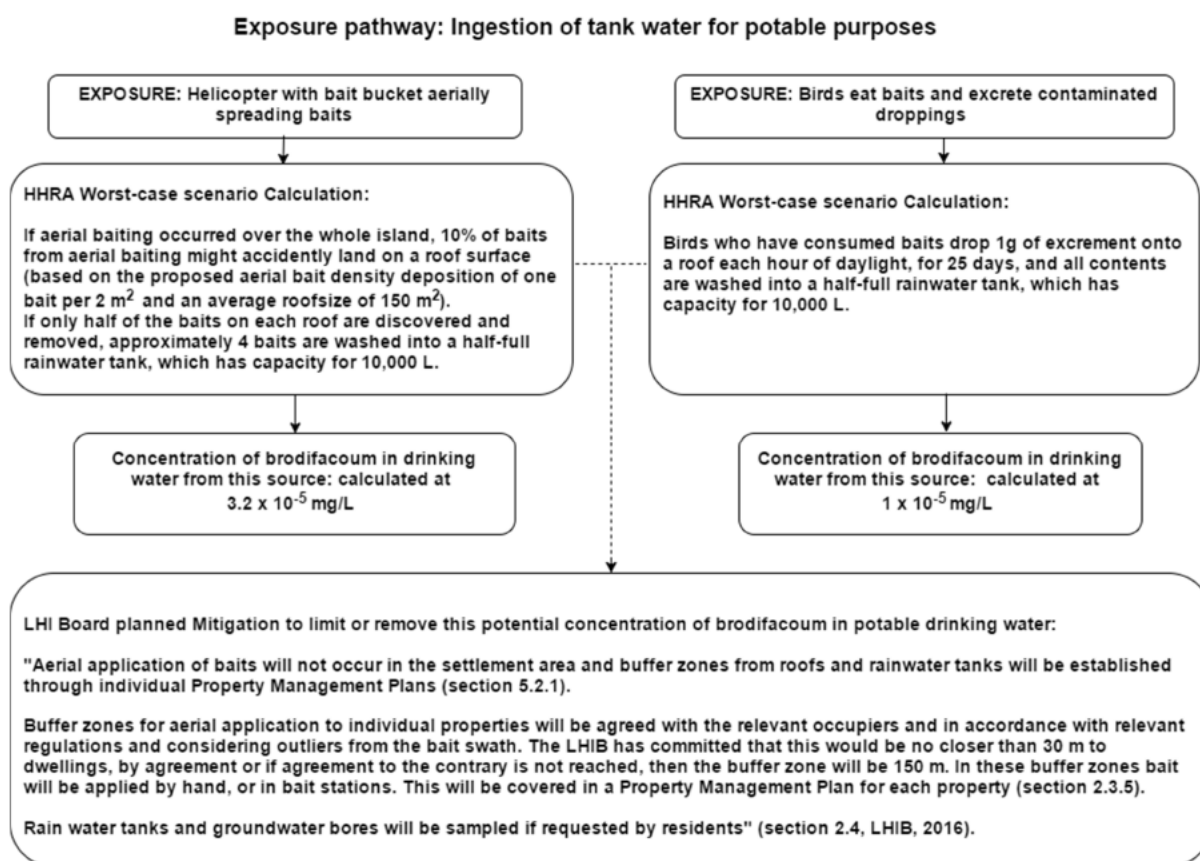 Exposure pathway: Ingestion of tank water for potable purposes
EXPOSURE: Helicopter with bait bucket aerially
spreading baits
HHRA Worst-case scenario Calculation:
If aerial baiting occurred over the whole island, 10% of baits
from aerial baiting might accidently land on a roof surface
(based on the proposed aerial bait density deposition of one
bait per 2 m² and an average roofsize of 150 m²).
If only half of the baits on each roof are discovered and
removed, approximately 4 baits are washed into a half-full
rainwater tank, which has capacity for 10,000 L.
Concentration of brodifacoum in drinking
water from this source: calculated at
3.2 x 10⁻⁵ mg/L
EXPOSURE: Birds eat baits and excrete contaminated
droppings
HHRA Worst-case scenario Calculation:
Birds who have consumed baits drop 1g of excrement onto
a roof each hour of daylight, for 25 days, and all contents
are washed into a half-full rainwater tank, which has
capacity for 10,000 L.
Concentration of brodifacoum in drinking
water from this source: calculated at
1 x 10⁻⁵ mg/L
LHI Board planned Mitigation to limit or remove this potential concentration of brodifacoum in potable drinking water:
"Aerial application of baits will not occur in the settlement area and buffer zones from roofs and rainwater tanks will be established
through individual Property Management Plans (section 5.2.1).
Buffer zones for aerial application to individual properties will be agreed with the relevant occupiers and in accordance with relevant
regulations and considering outliers from the bait swath. The LHIB has committed that this would be no closer than 30 m to
dwellings, by agreement or if agreement to the contrary is not reached, then the buffer zone will be 150 m. In these buffer zones bait
will be applied by hand, or in bait stations. This will be covered in a Property Management Plan for each property (section 2.3.5).
Rain water tanks and groundwater bores will be sampled if requested by residents" (section 2.4, LHIB, 2016).